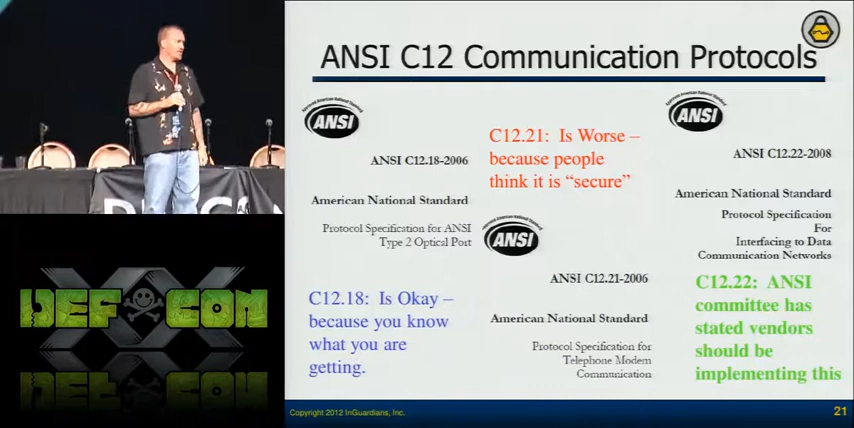 ANSI C12 Communication Protocols
ANSI
ANSI C12.18-2006
American National Standard
Protocol Specification for ANSI
Type 2 Optical Port
C12.18: Is Okay –
because you know
what you are
getting.
C12.21: Is Worse –
because people
think it is “secure”
ANSI
ANSI C12.21-2006
American National Standard
Protocol Specification for
Telephone Modem
Communication
ANSI
ANSI C12.22-2008
American National Standard
Protocol Specification
For
Interfacing to Data
Communication Networks
C12.22: ANSI
committee has
stated vendors
should be
implementing this
DEF CON
XX
Copyright 2012 InGuardians, Inc.
21